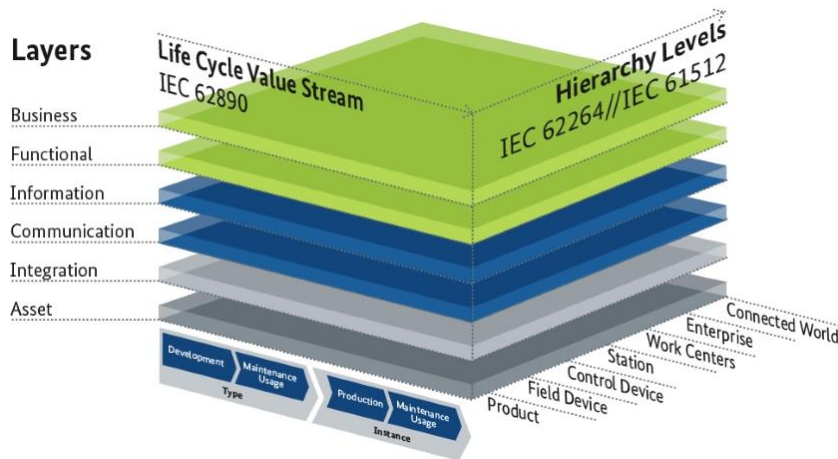 Layers
Life Cycle Value Stream
IEC 62890
Hierarchy Levels
IEC 62264//IEC 61512
Business
Functional
Information
Communication
Integration
Asset
Development
Maintenance
Usage
Type
Production
Maintenance
Usage
Instance
Connected World
Enterprise
Work Centers
Station
Control Device
Field Device
Product